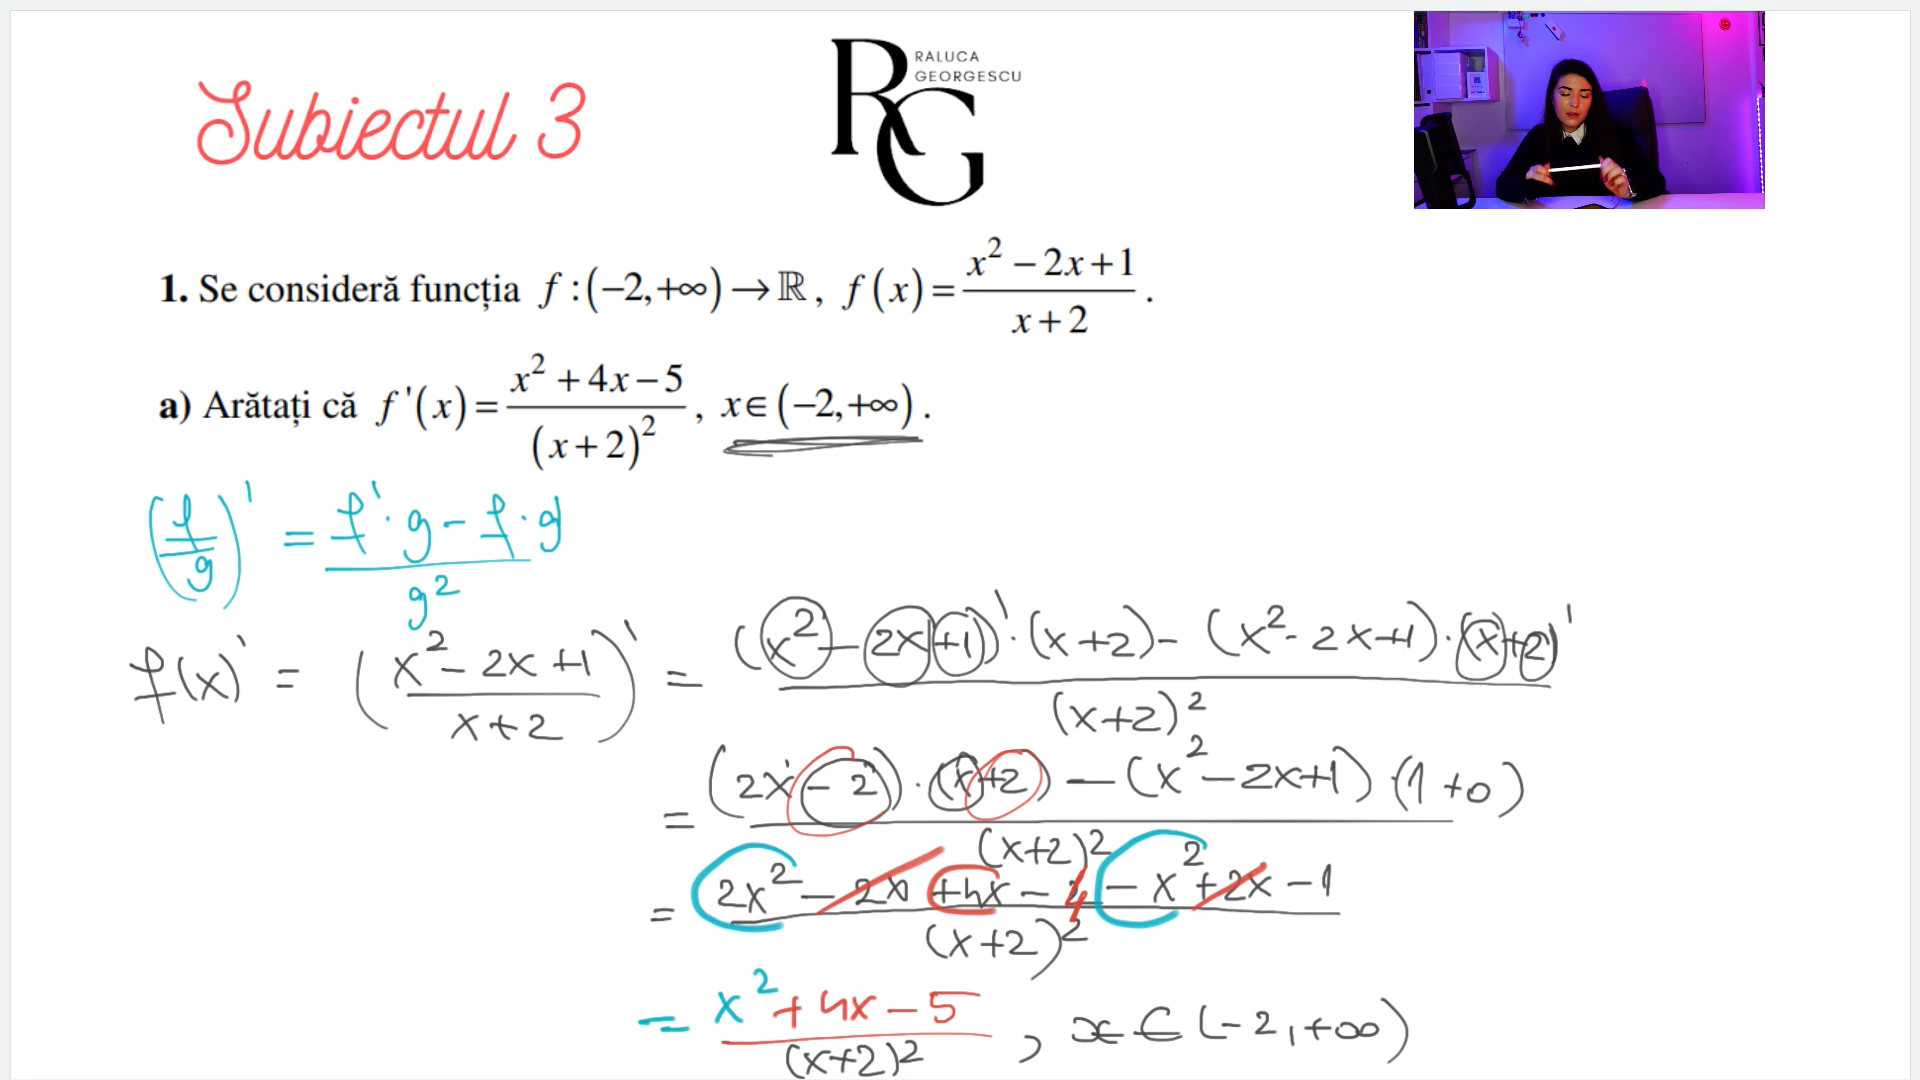 Subiectul 3
RALUCA
GEORGESCU
RG
1. Se consideră funcția f : (−2,+∞) → ℝ, f(x) = (x² − 2x + 1)/(x + 2).
a) Arătați că f'(x) = (x² + 4x − 5)/(x + 2)², x ∈ (−2,+∞).
(f/g)' = (f'·g − f·g')/g²
f(x)' = ((x² − 2x + 1)/(x + 2))' = ((x² − 2x + 1)'·(x + 2) − (x² − 2x + 1)·(x + 2)')/(x + 2)²
= ((2x − 2)·(x + 2) − (x² − 2x + 1)·(1 + 0))/(x + 2)²
= (2x² − 2x + 4x − 4 − x² + 2x − 1)/(x + 2)²
= (x² + 4x − 5)/(x + 2)², x ∈ (−2, +∞)